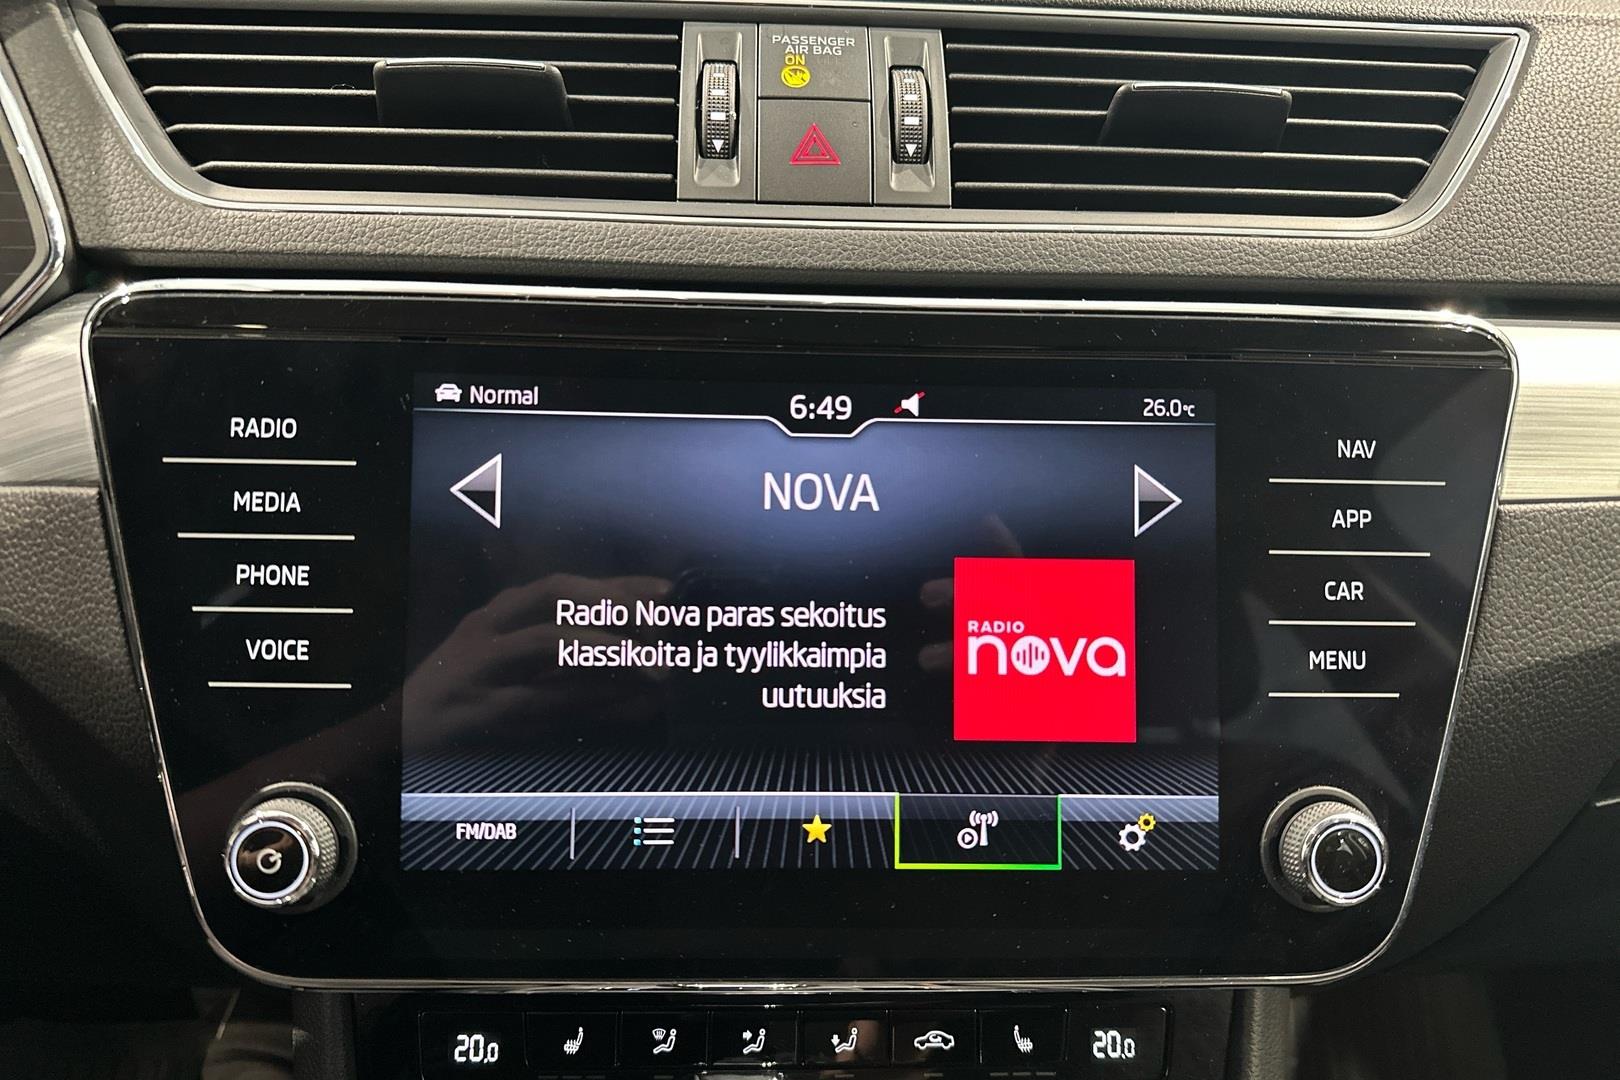 PASSENGER
AIR BAG
ON
Normal
6:49
26.0°C
RADIO
MEDIA
PHONE
VOICE
NOVA
Radio Nova paras sekoitus
klassikoita ja tyylikkaimpia
uutuuksia
RADIO
nova
NAV
APP
CAR
MENU
FM/DAB
20.0
20.0